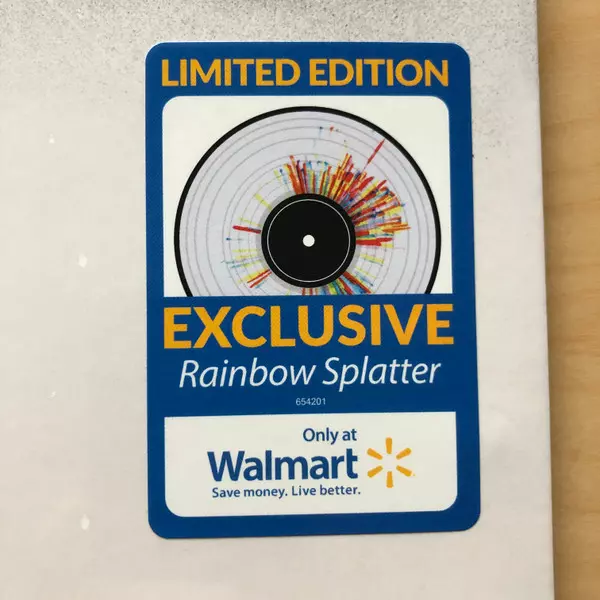 LIMITED EDITION
EXCLUSIVE
Rainbow Splatter
654201
Only at
Walmart
Save money. Live better.